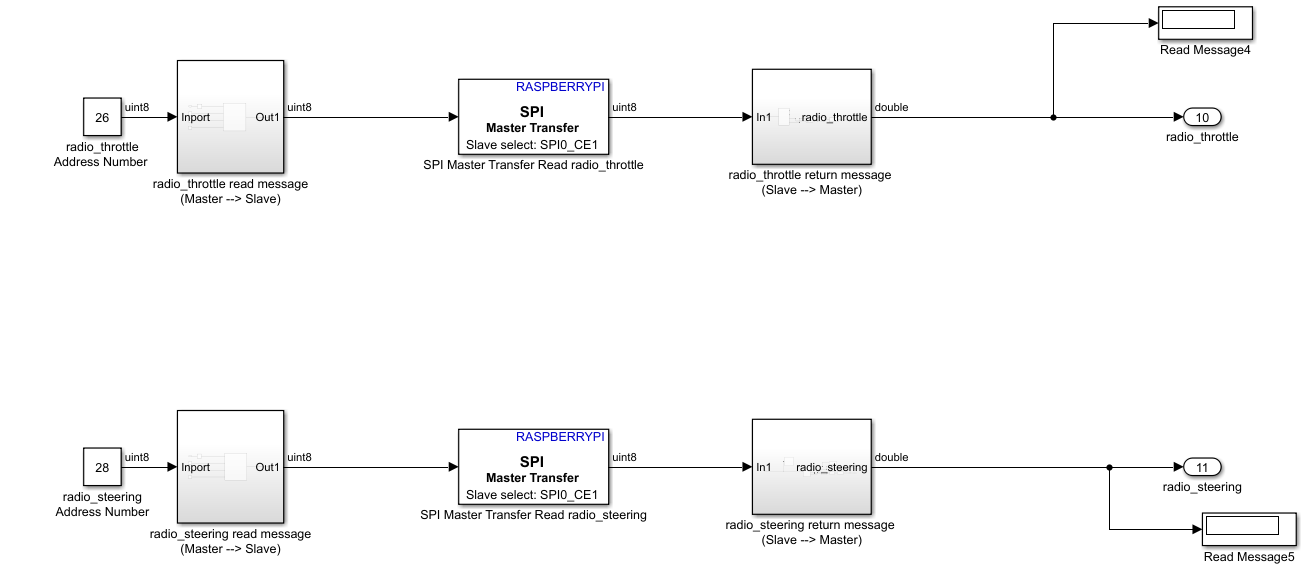 Read Message4
RASPBERRYPI
26
uint8
Inport
Out1
uint8
SPI
Master Transfer
Slave select: SPI0_CE1
uint8
In1
radio_throttle
double
10
radio_throttle
radio_throttle
Address Number
SPI Master Transfer Read radio_throttle
radio_throttle read message
(Master --> Slave)
radio_throttle return message
(Slave --> Master)
RASPBERRYPI
28
uint8
Inport
Out1
uint8
SPI
Master Transfer
Slave select: SPI0_CE1
uint8
In1
radio_steering
double
11
radio_steering
radio_steering
Address Number
SPI Master Transfer Read radio_steering
radio_steering read message
(Master --> Slave)
radio_steering return message
(Slave --> Master)
Read Message5